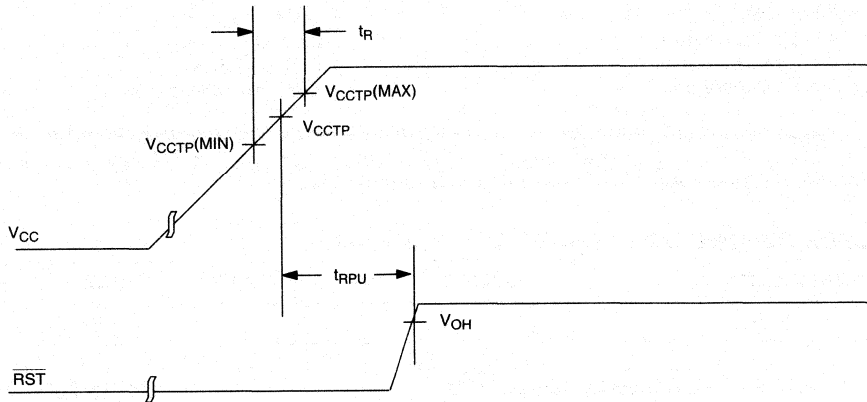 tR
VCCTP(MAX)
VCCTP
VCCTP(MIN)
VCC
tRPU
VOH
RST